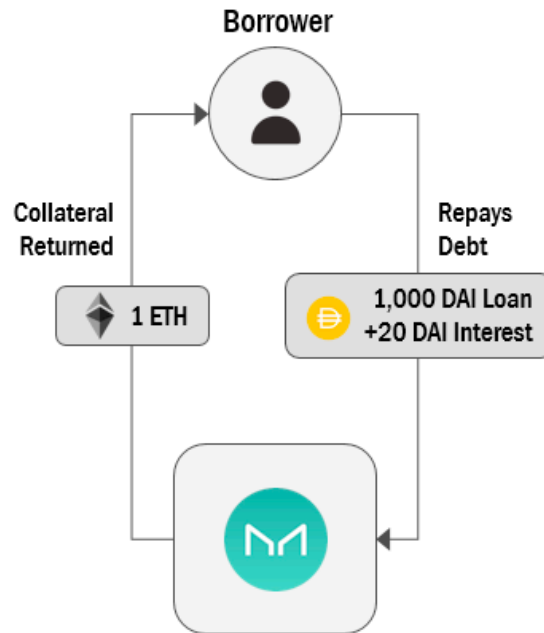 Borrower
Collateral
Returned
Repays
Debt
1 ETH
1,000 DAI Loan
+20 DAI Interest